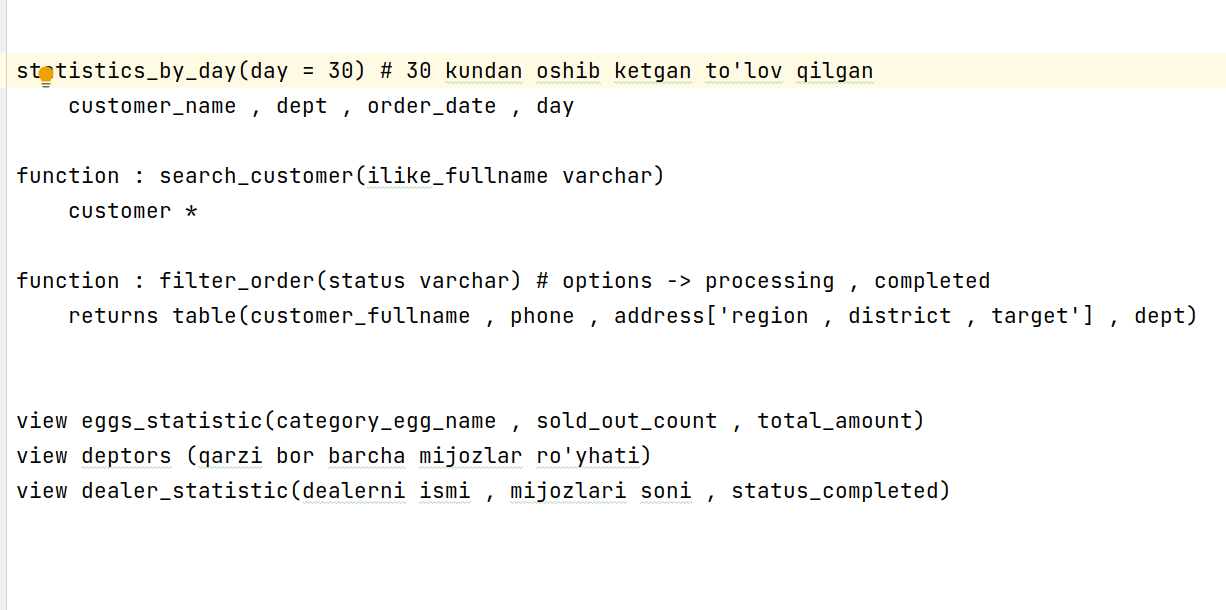 statistics_by_day(day = 30) # 30 kundan oshib ketgan to'lov qilgan
customer_name , dept , order_date , day
function : search_customer(ilike_fullname varchar)
customer *
function : filter_order(status varchar) # options -> processing , completed
returns table(customer_fullname , phone , address['region , district , target'] , dept)
view eggs_statistic(category_egg_name , sold_out_count , total_amount)
view deptors (qarzi bor barcha mijozlar ro'yhati)
view dealer_statistic(dealerni ismi , mijozlari soni , status_completed)